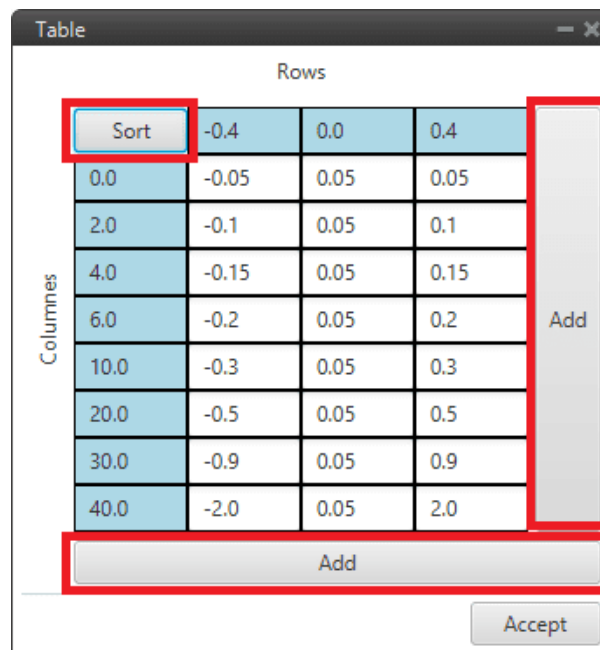 Table
Rows
Sort -0.4 0.0 0.4
0.0 -0.05 0.05 0.05
2.0 -0.1 0.05 0.1
4.0 -0.15 0.05 0.15
Columnes
6.0 -0.2 0.05 0.2
Add
10.0 -0.3 0.05 0.3
20.0 -0.5 0.05 0.5
30.0 -0.9 0.05 0.9
40.0 -2.0 0.05 2.0
Add
Accept